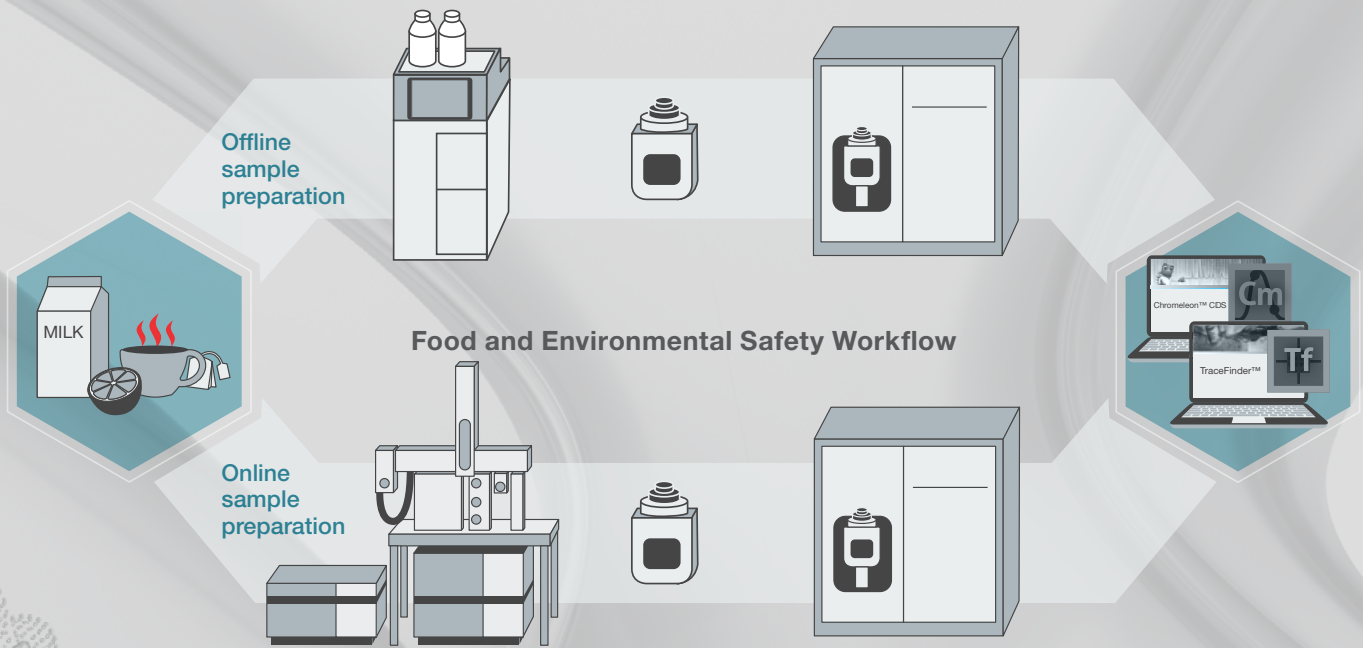 Offline
sample
preparation
MILK
Food and Environmental Safety Workflow
Chromeleon™ CDS
Cm
TraceFinder™
Tf
Online
sample
preparation